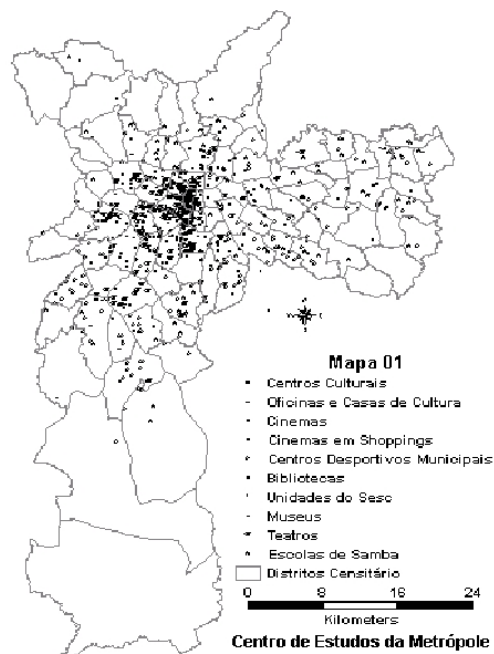 Mapa 01
Centros Culturais
Oficinas e Casas de Cultura
Cinemas
Cinemas em Shoppings
Centros Desportivos Municipais
Bibliotecas
Unidades do Sesc
Museus
Teatros
Escolas de Samba
Distritos Censitário
0 8 16 24
Kilometers
Centro de Estudos da Metrópole